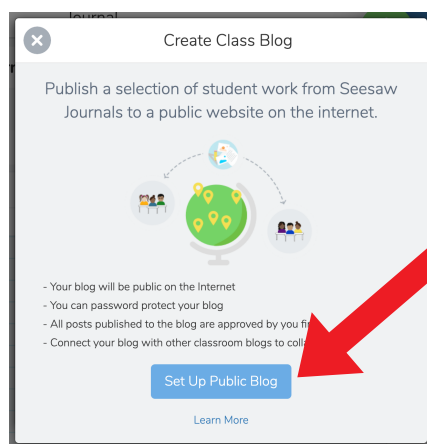 Journal
Create Class Blog
Publish a selection of student work from Seesaw
Journals to a public website on the internet.
- Your blog will be public on the Internet
- You can password protect your blog
- All posts published to the blog are approved by you
- Connect your blog with other classroom blogs to
Set Up Public Blog
Learn More